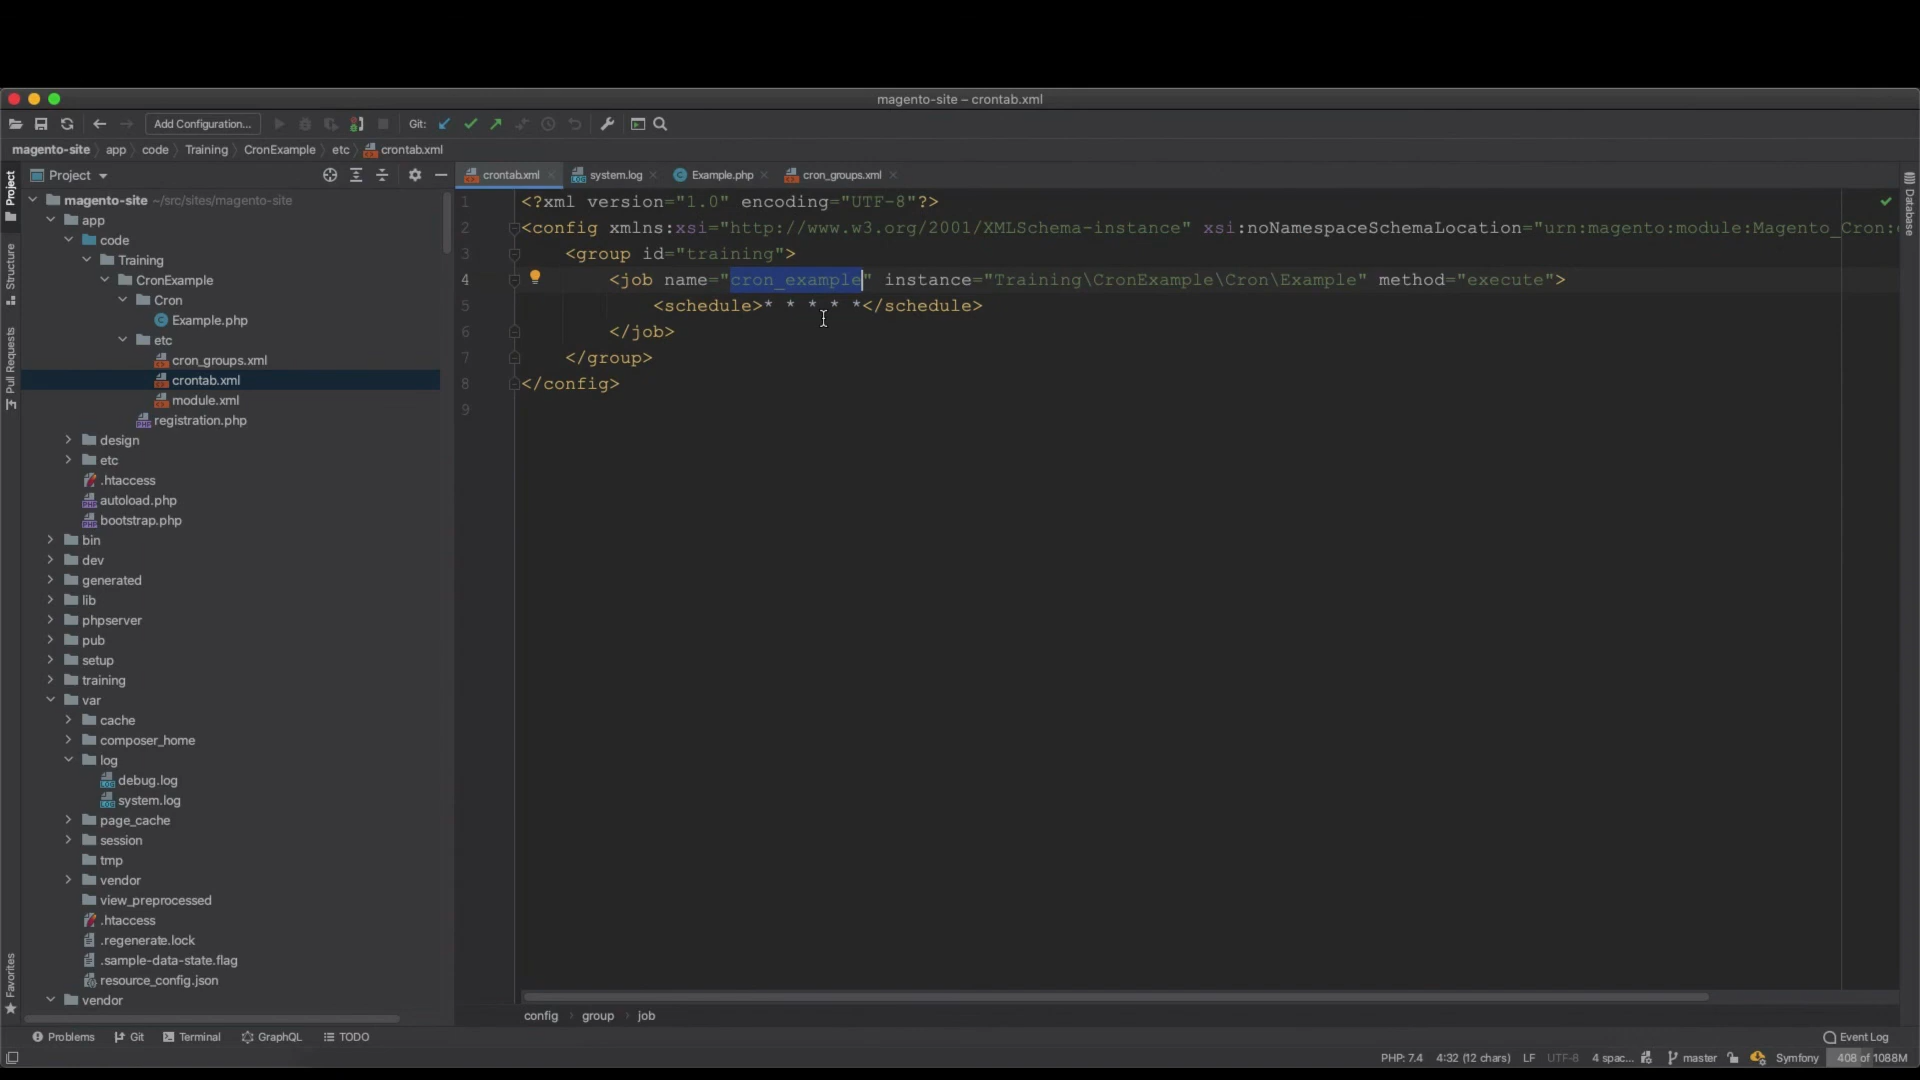 magento-site – crontab.xml
Add Configuration... Git:
magento-site app code Training CronExample etc crontab.xml
Project crontab.xml system.log Example.php cron_groups.xml
Project
Structure
Pull Requests
Favorites
Database
magento-site ~/src/sites/magento-site
app
code
Training
CronExample
Cron
Example.php
etc
cron_groups.xml
crontab.xml
module.xml
registration.php
design
etc
.htaccess
autoload.php
bootstrap.php
bin
dev
generated
lib
phpserver
pub
setup
training
var
cache
composer_home
log
debug.log
system.log
page_cache
session
tmp
vendor
view_preprocessed
.htaccess
.regenerate.lock
.sample-data-state.flag
resource_config.json
vendor
1 <?xml version="1.0" encoding="UTF-8"?>
2 <config xmlns:xsi="http://www.w3.org/2001/XMLSchema-instance" xsi:noNamespaceSchemaLocation="urn:magento:module:Magento_Cron:
3 <group id="training">
4 <job name="cron_example" instance="Training\CronExample\Cron\Example" method="execute">
5 <schedule>* * * * *</schedule>
6 </job>
7 </group>
8 </config>
9
config group job
Problems Git Terminal GraphQL TODO Event Log
PHP: 7.4 4:32 (12 chars) LF UTF-8 4 spac... master Symfony 408 of 1088M